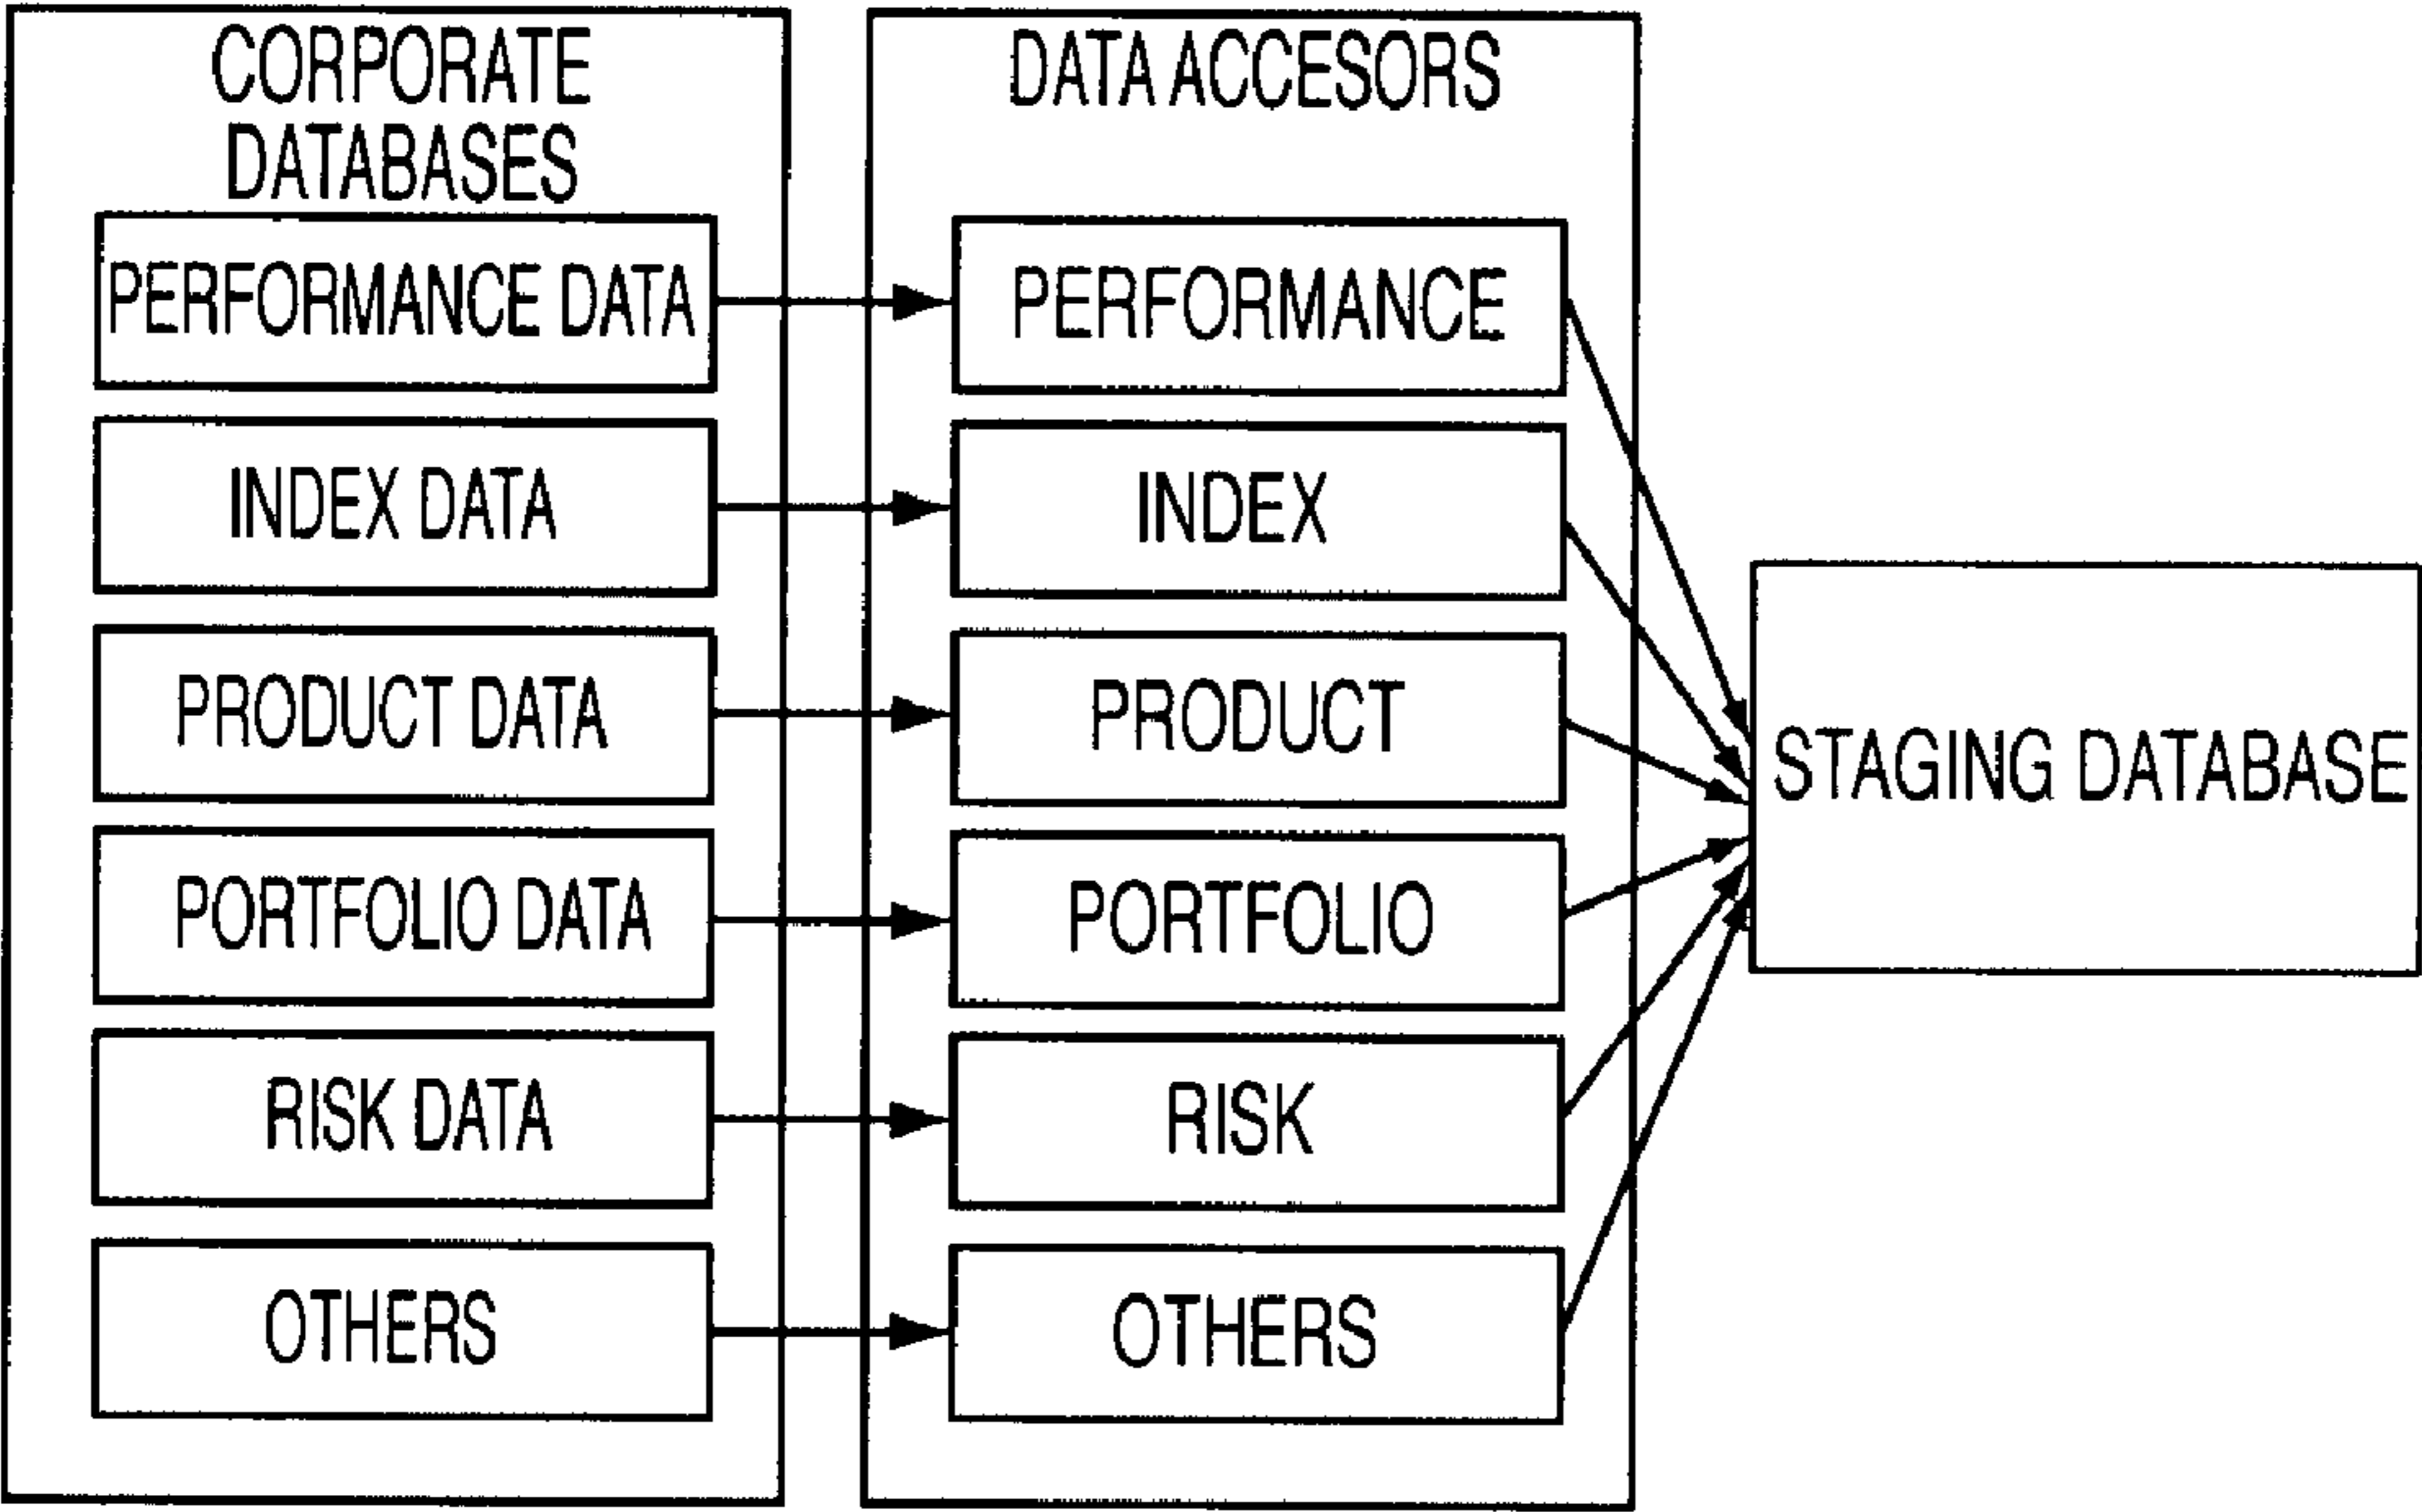 CORPORATE
DATABASES
PERFORMANCE DATA
INDEX DATA
PRODUCT DATA
PORTFOLIO DATA
RISK DATA
OTHERS
DATA ACCESORS
PERFORMANCE
INDEX
PRODUCT
PORTFOLIO
RISK
OTHERS
STAGING DATABASE